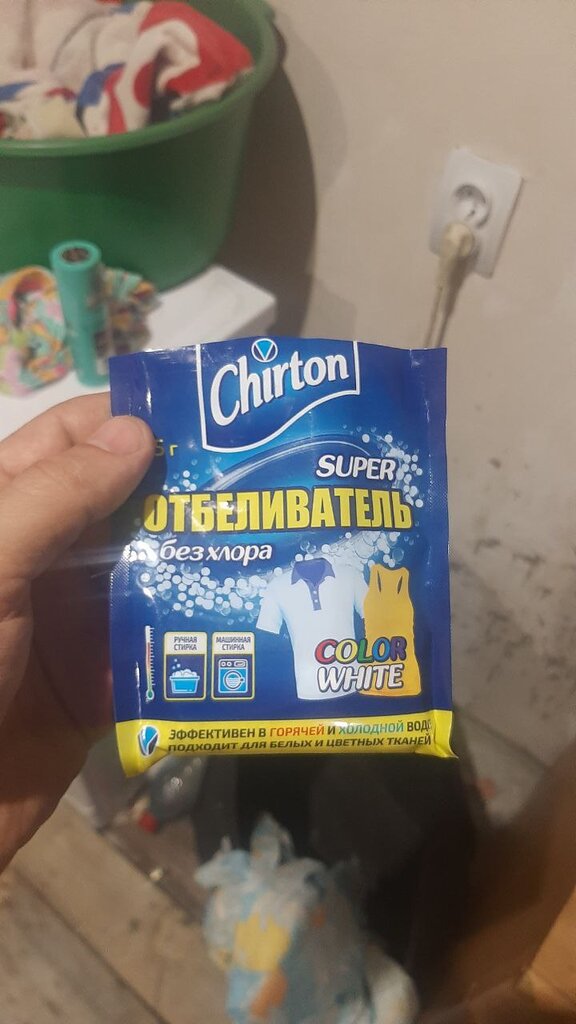 Chirton
5 г
SUPER
ОТБЕЛИВАТЕЛЬ
без хлора
РУЧНАЯ
СТИРКА
МАШИННАЯ
СТИРКА
COLOR
WHITE
ЭФФЕКТИВЕН В ГОРЯЧЕЙ И ХОЛОДНОЙ ВОДЕ
ПОДХОДИТ ДЛЯ БЕЛЫХ И ЦВЕТНЫХ ТКАНЕЙ